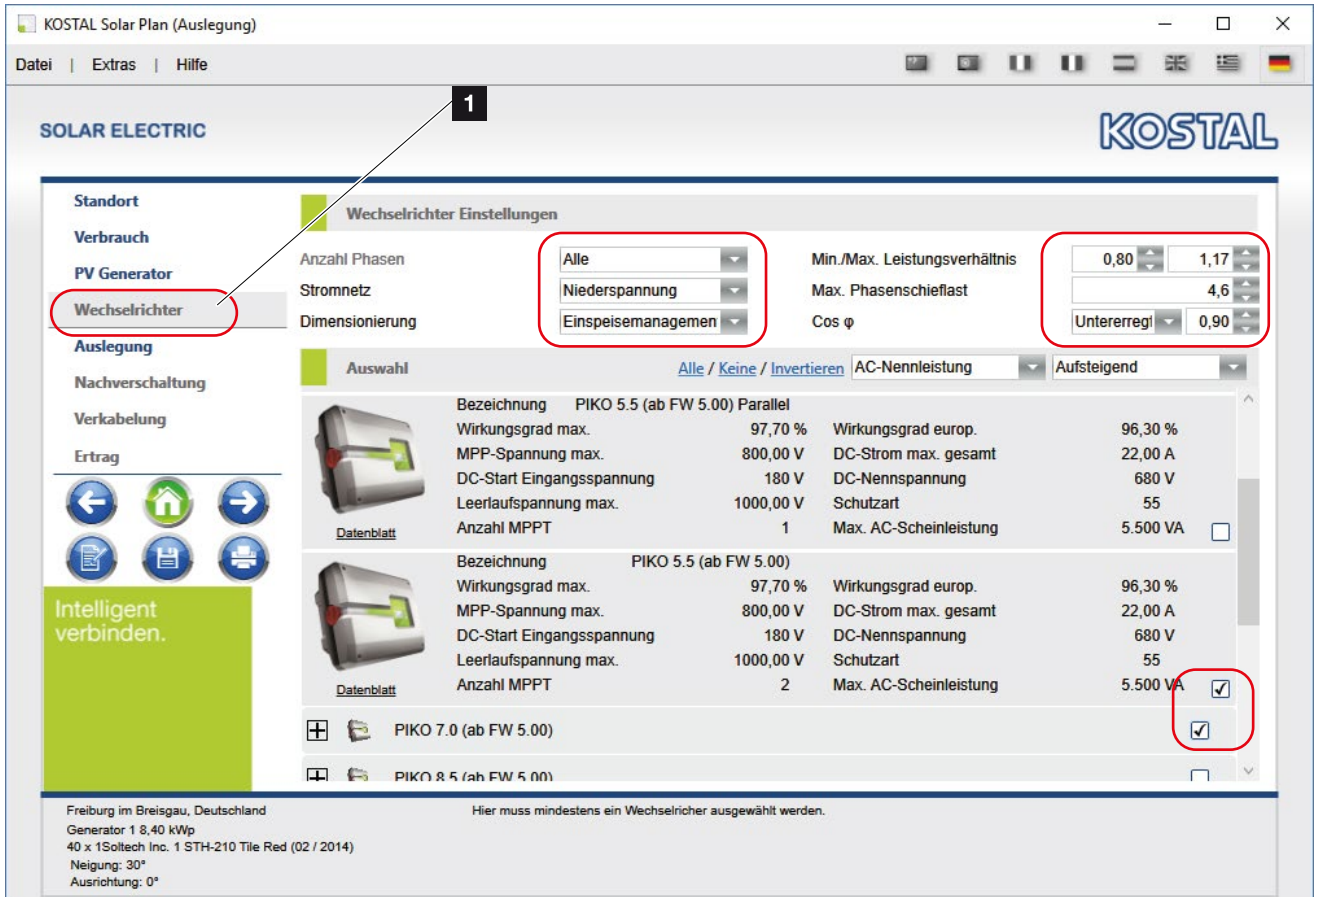 KOSTAL Solar Plan (Auslegung)
Datei | Extras | Hilfe
1
SOLAR ELECTRIC
KOSTAL
Standort
Verbrauch
PV Generator
Wechselrichter
Auslegung
Nachverschaltung
Verkabelung
Ertrag
Intelligent
verbinden.
Wechselrichter Einstellungen
Anzahl Phasen Alle Min./Max. Leistungsverhältnis 0,80 1,17
Stromnetz Niederspannung Max. Phasenschieflast 4,6
Dimensionierung Einspeisemanagemen Cos φ Untererregt 0,90
Auswahl Alle / Keine / Invertieren AC-Nennleistung Aufsteigend
Bezeichnung PIKO 5.5 (ab FW 5.00) Parallel
Wirkungsgrad max. 97,70 % Wirkungsgrad europ. 96,30 %
MPP-Spannung max. 800,00 V DC-Strom max. gesamt 22,00 A
DC-Start Eingangsspannung 180 V DC-Nennspannung 680 V
Leerlaufspannung max. 1000,00 V Schutzart 55
Datenblatt Anzahl MPPT 1 Max. AC-Scheinleistung 5.500 VA
Bezeichnung PIKO 5.5 (ab FW 5.00)
Wirkungsgrad max. 97,70 % Wirkungsgrad europ. 96,30 %
MPP-Spannung max. 800,00 V DC-Strom max. gesamt 22,00 A
DC-Start Eingangsspannung 180 V DC-Nennspannung 680 V
Leerlaufspannung max. 1000,00 V Schutzart 55
Datenblatt Anzahl MPPT 2 Max. AC-Scheinleistung 5.500 VA
PIKO 7.0 (ab FW 5.00)
PIKO 8.5 (ab FW 5.00)
Freiburg im Breisgau, Deutschland
Generator 1 8,40 kWp
40 x 1Soltech Inc. 1 STH-210 Tile Red (02 / 2014)
Neigung: 30°
Ausrichtung: 0°
Hier muss mindestens ein Wechselricher ausgewählt werden.